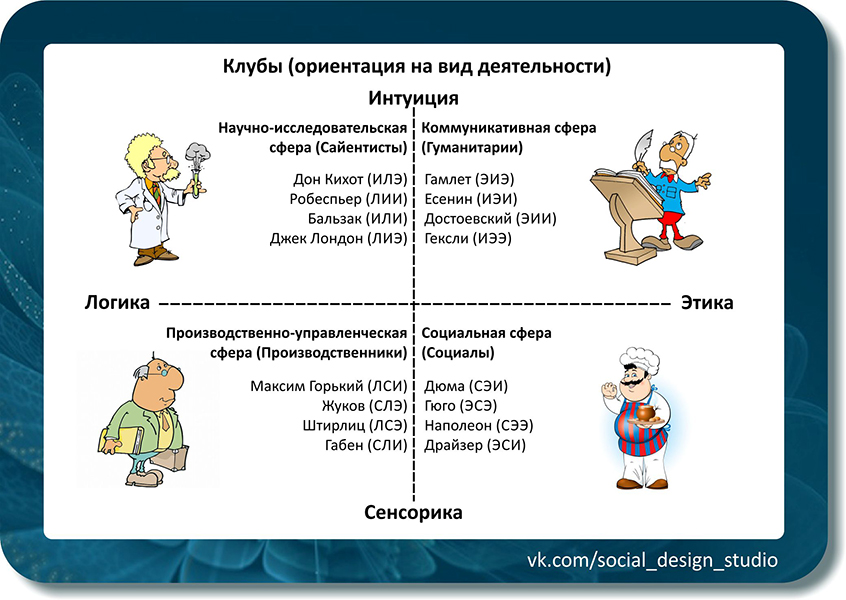 Клубы (ориентация на вид деятельности)
Интуиция
Научно-исследовательская
сфера (Сайентисты)
Дон Кихот (ИЛЭ)
Робеспьер (ЛИИ)
Бальзак (ИЛИ)
Джек Лондон (ЛИЭ)
Коммуникативная сфера
(Гуманитарии)
Гамлет (ЭИЭ)
Есенин (ИЭИ)
Достоевский (ЭИИ)
Гексли (ИЭЭ)
Логика
Этика
Производственно-управленческая
сфера (Производственники)
Максим Горький (ЛСИ)
Жуков (СЛЭ)
Штирлиц (ЛСЭ)
Габен (СЛИ)
Социальная сфера
(Социалы)
Дюма (СЭИ)
Гюго (ЭСЭ)
Наполеон (СЭЭ)
Драйзер (ЭСИ)
Сенсорика
vk.com/social_design_studio